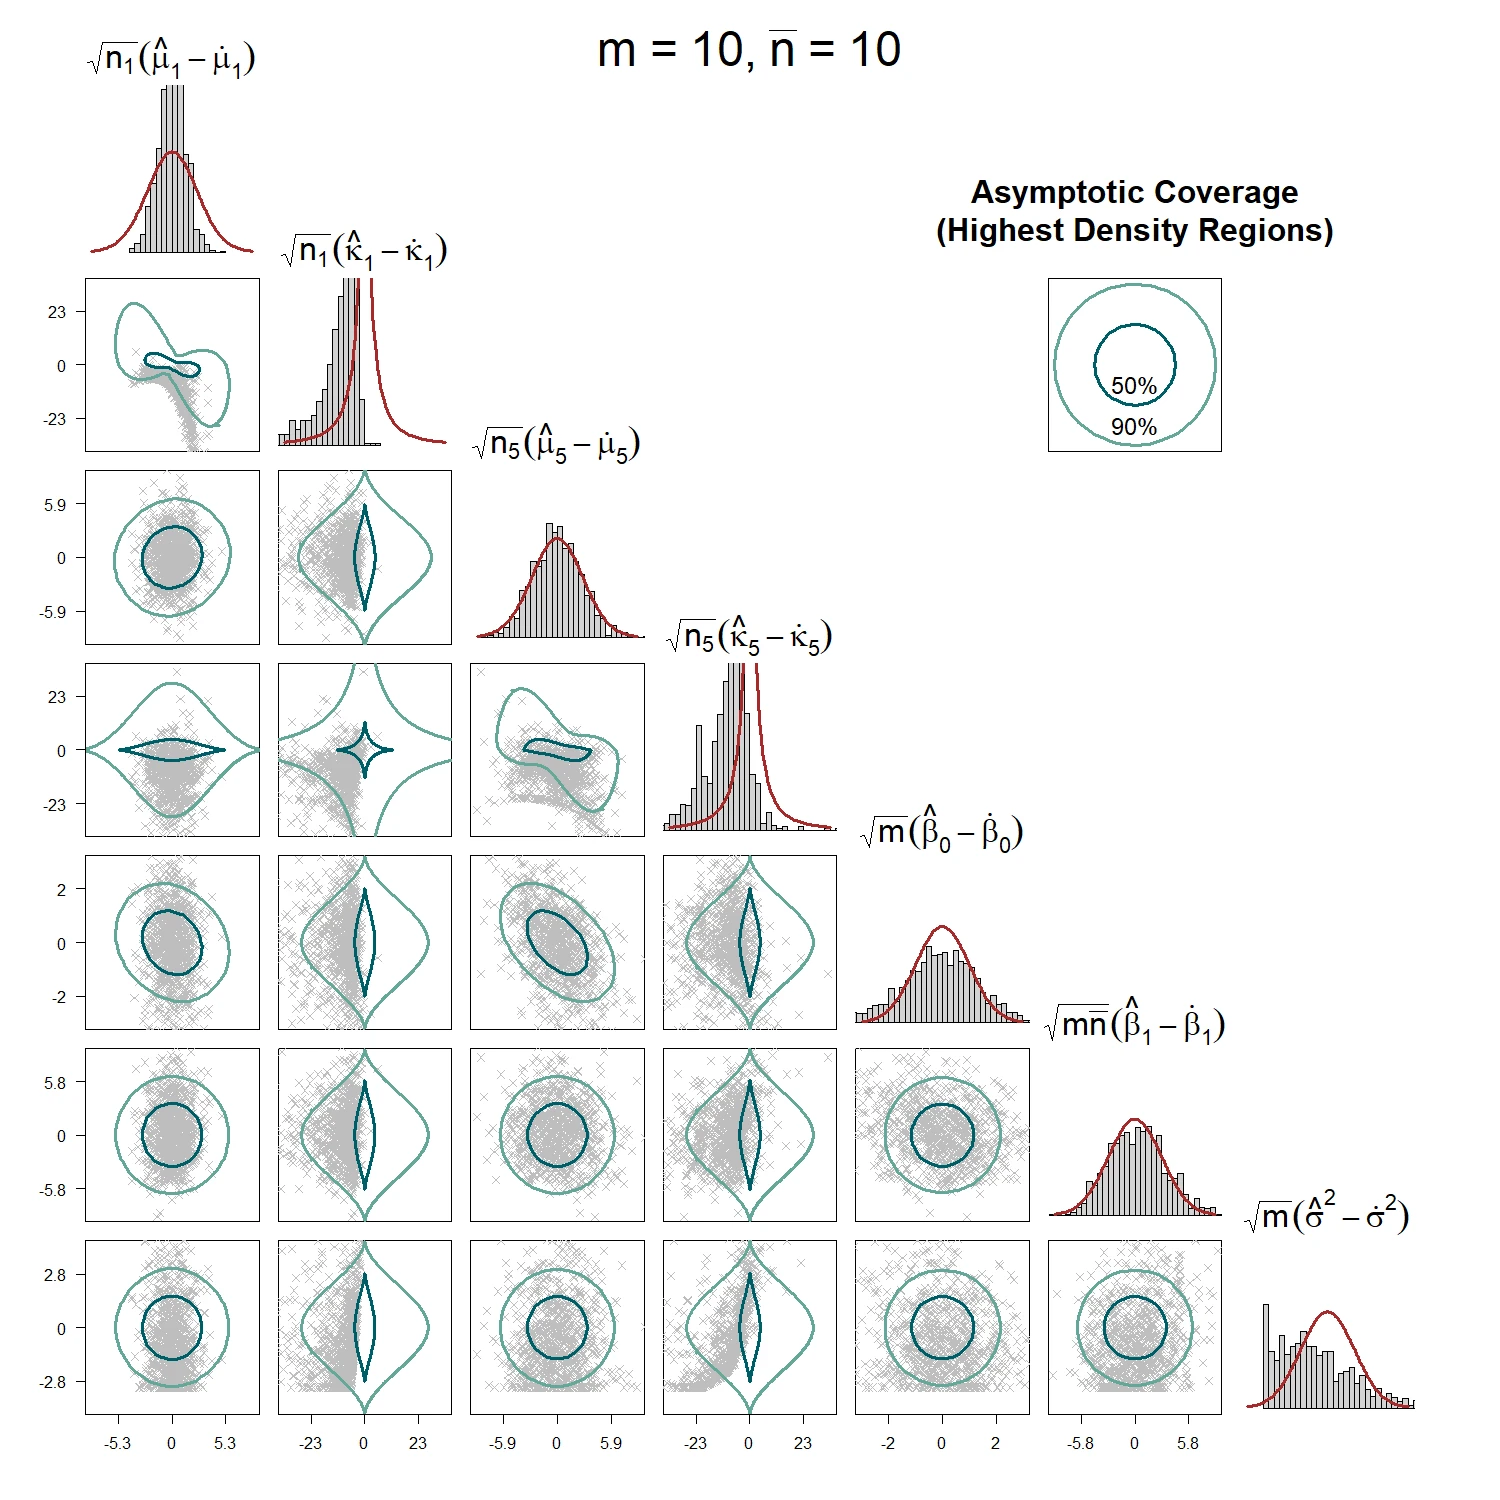 m = 10, n̅ = 10
√n₁(μ̂₁ − μ̇₁)
Asymptotic Coverage
(Highest Density Regions)
√n₁(κ̂₁ − κ̇₁)
23
0
-23
50%
90%
√n₅(μ̂₅ − μ̇₅)
5.9
0
-5.9
√n₅(κ̂₅ − κ̇₅)
23
0
-23
√m(β̂₀ − β̇₀)
2
0
-2
√mn̅(β̂₁ − β̇₁)
5.8
0
-5.8
√m(σ̂² − σ̇²)
2.8
0
-2.8
-5.3 0 5.3 -23 0 23 -5.9 0 5.9 -23 0 23 -2 0 2 -5.8 0 5.8